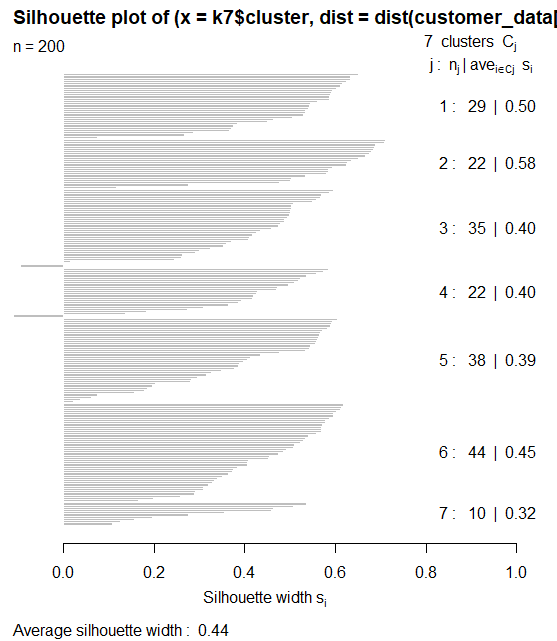 Silhouette plot of (x = k7$cluster, dist = dist(customer_data[
n = 200
7 clusters Cj
j : nj | avei∈Cj si
1 : 29 | 0.50
2 : 22 | 0.58
3 : 35 | 0.40
4 : 22 | 0.40
5 : 38 | 0.39
6 : 44 | 0.45
7 : 10 | 0.32
0.0 0.2 0.4 0.6 0.8 1.0
Silhouette width si
Average silhouette width : 0.44